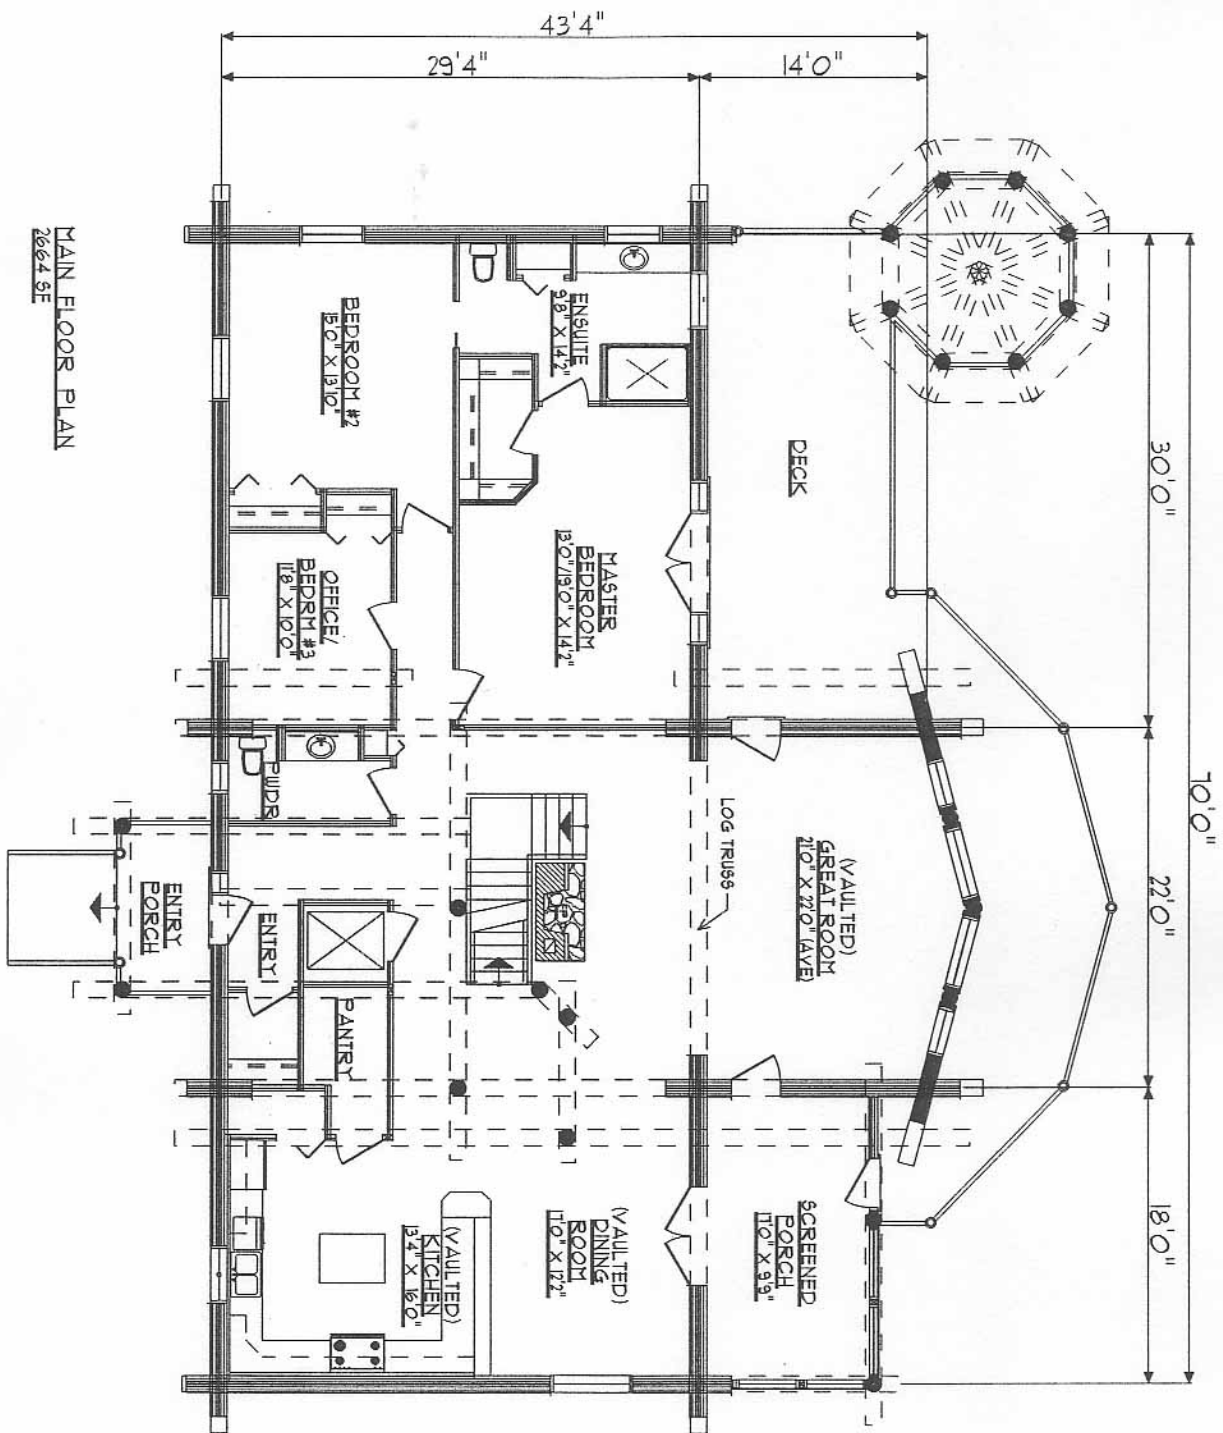 70'0"
30'0"
22'0"
18'0"
43'4"
29'4"
14'0"
DECK
(VAULTED)
GREAT ROOM
21'0" X 22'0" (AVE)
SCREENED
PORCH
17'0" X 9'9"
LOG TRUSS
ENSUITE
9'8" X 14'2"
MASTER
BEDROOM
13'0"/19'0" X 14'2"
(VAULTED)
DINING
ROOM
17'0" X 12'2"
BEDROOM #2
15'0" X 13'10"
OFFICE/
BEDRM #3
11'8" X 10'0"
PWDR
ENTRY
PANTRY
(VAULTED)
KITCHEN
13'4" X 16'0"
ENTRY
PORCH
MAIN FLOOR PLAN
2664 SF